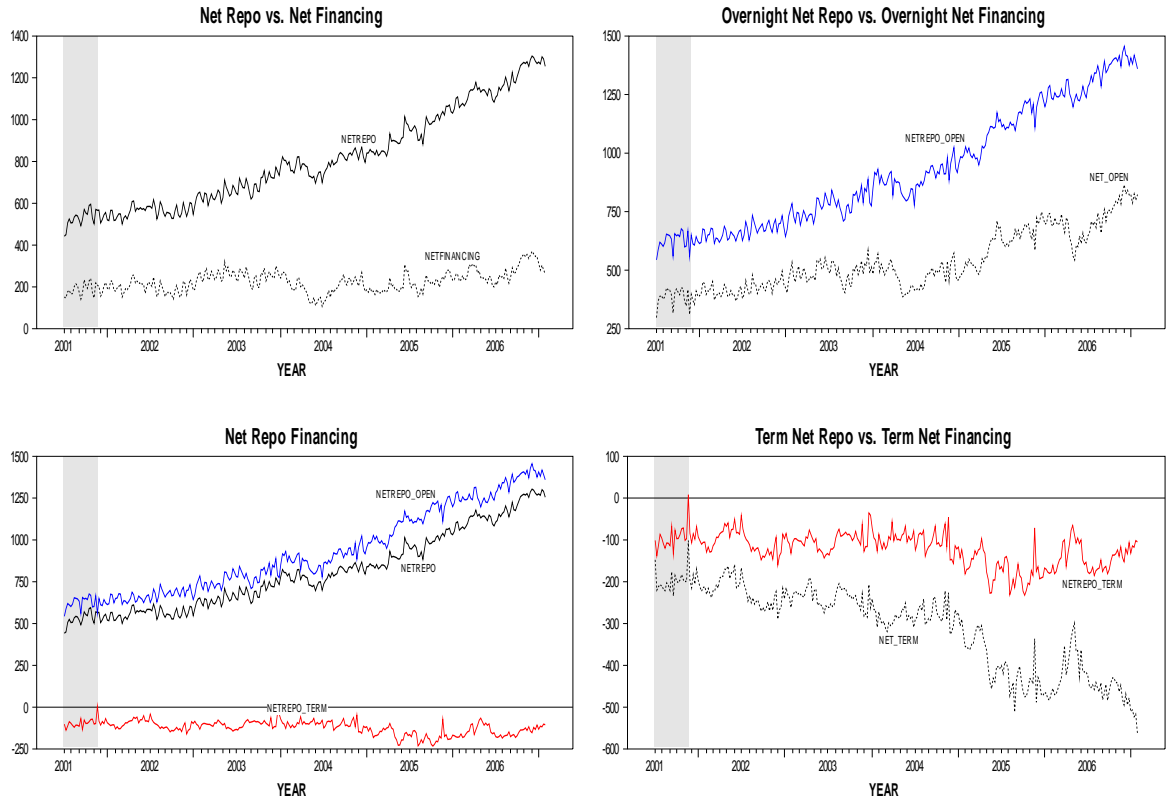 Net Repo vs. Net Financing
1400
1200
1000
800
600
400
200
0
NETREPO
NETFINANCING
2001 2002 2003 2004 2005 2006
YEAR
Overnight Net Repo vs. Overnight Net Financing
1500
1250
1000
750
500
250
NETREPO_OPEN
NET_OPEN
2001 2002 2003 2004 2005 2006
YEAR
Net Repo Financing
1500
1250
1000
750
500
250
0
-250
NETREPO_OPEN
NETREPO
NETREPO_TERM
2001 2002 2003 2004 2005 2006
YEAR
Term Net Repo vs. Term Net Financing
100
0
-100
-200
-300
-400
-500
-600
NETREPO_TERM
NET_TERM
2001 2002 2003 2004 2005 2006
YEAR